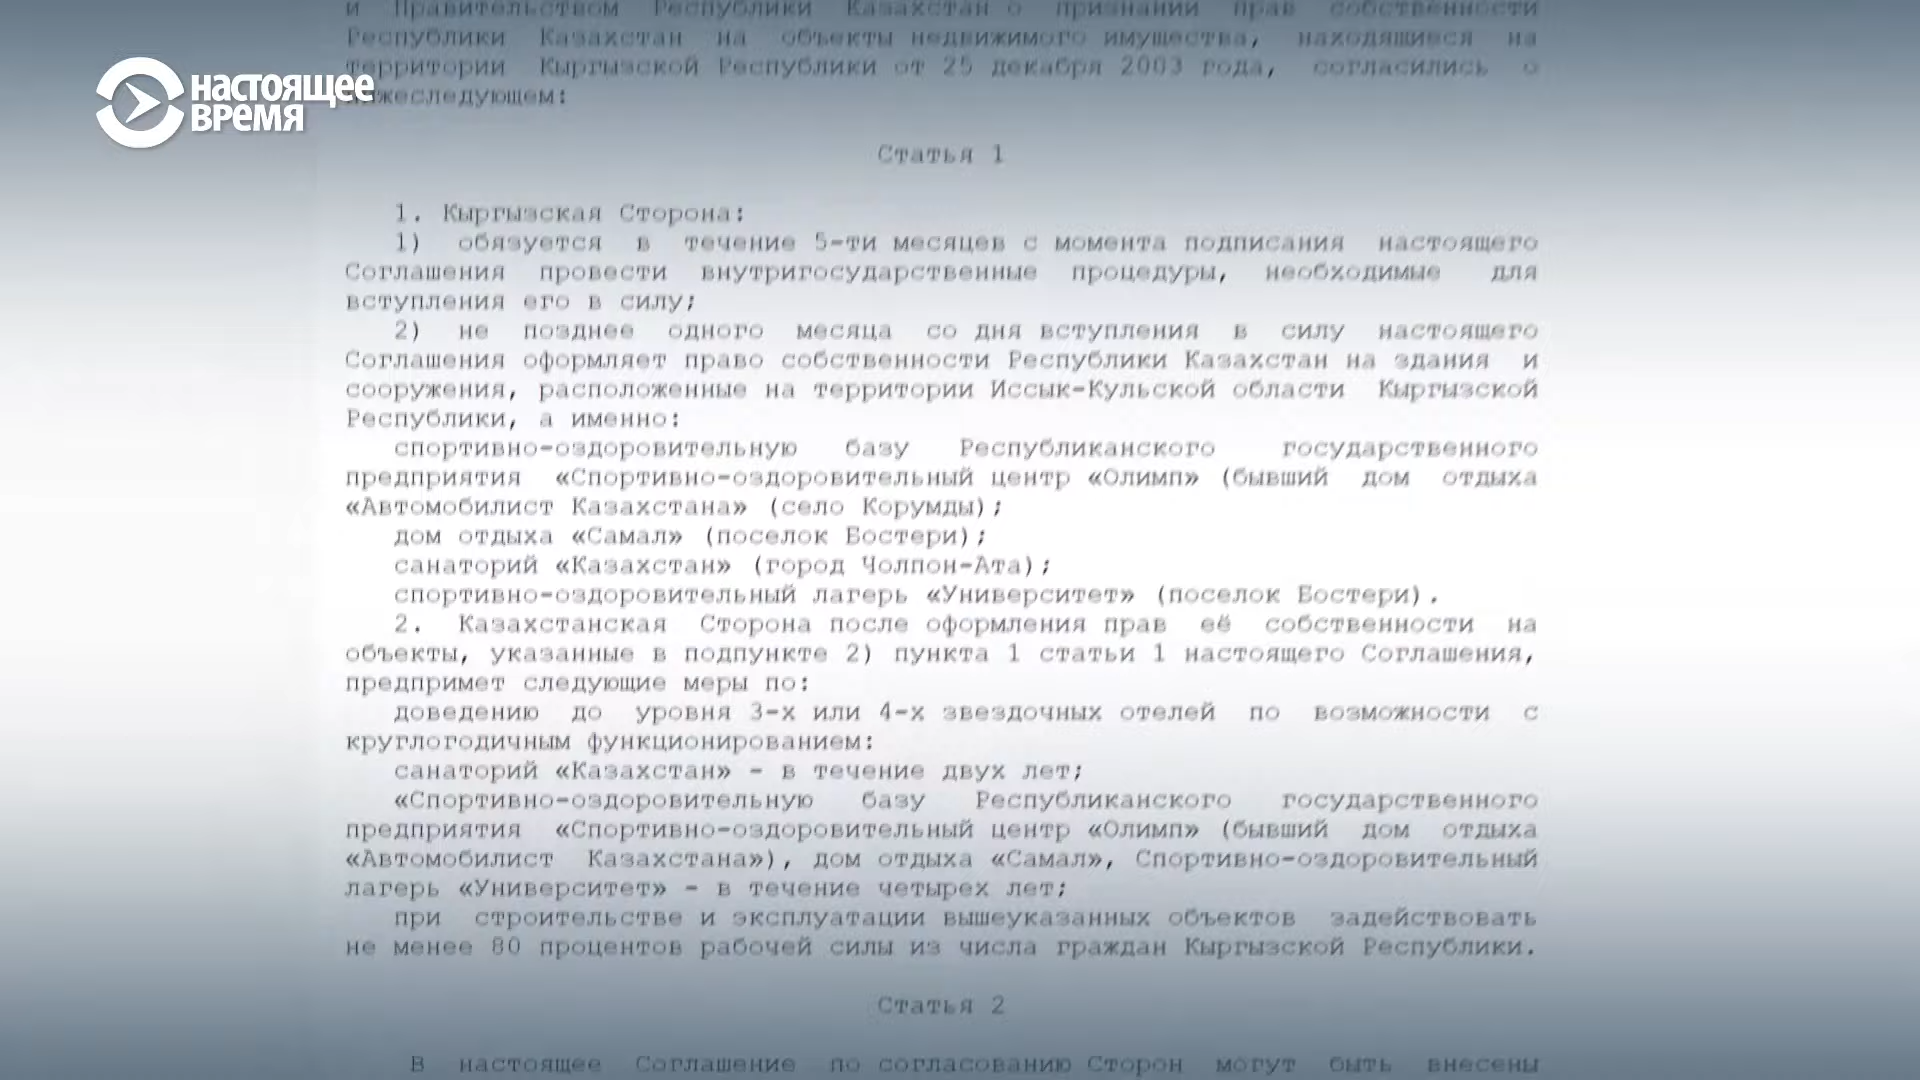 и Правительством Республики Казахстан о признании прав собственности
Республики Казахстан на объекты недвижимого имущества, находящиеся на
территории Кыргызской Республики от 25 декабря 2003 года, согласились о
нижеследующем:
НАСТОЯЩЕЕ
ВРЕМЯ
Статья 1
1. Кыргызская Сторона:
1) обязуется в течение 5-ти месяцев с момента подписания настоящего
Соглашения провести внутригосударственные процедуры, необходимые для
вступления его в силу;
2) не позднее одного месяца со дня вступления в силу настоящего
Соглашения оформляет право собственности Республики Казахстан на здания и
сооружения, расположенные на территории Иссык-Кульской области Кыргызской
Республики, а именно:
спортивно-оздоровительную базу Республиканского государственного
предприятия «Спортивно-оздоровительный центр «Олимп» (бывший дом отдыха
«Автомобилист Казахстана» (село Корумды);
дом отдыха «Самал» (поселок Бостери);
санаторий «Казахстан» (город Чолпон-Ата);
спортивно-оздоровительный лагерь «Университет» (поселок Бостери).
2. Казахстанская Сторона после оформления прав её собственности на
объекты, указанные в подпункте 2) пункта 1 статьи 1 настоящего Соглашения,
предпримет следующие меры по:
доведению до уровня 3-х или 4-х звездочных отелей по возможности с
круглогодичным функционированием:
санаторий «Казахстан» - в течение двух лет;
«Спортивно-оздоровительную базу Республиканского государственного
предприятия «Спортивно-оздоровительный центр «Олимп» (бывший дом отдыха
«Автомобилист Казахстана»), дом отдыха «Самал», Спортивно-оздоровительный
лагерь «Университет» - в течение четырех лет;
при строительстве и эксплуатации вышеуказанных объектов задействовать
не менее 80 процентов рабочей силы из числа граждан Кыргызской Республики.
Статья 2
В настоящее Соглашение по согласованию Сторон могут быть внесены